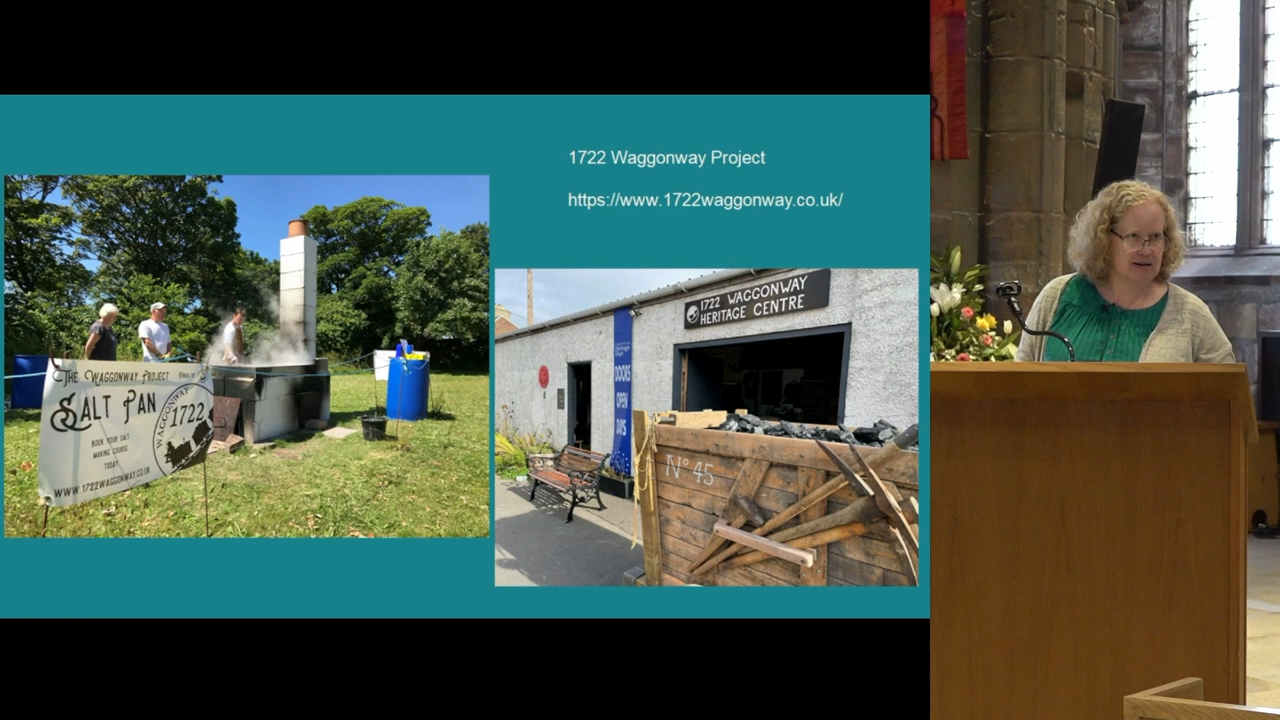 1722 Waggonway Project
https://www.1722waggonway.co.uk/
THE WAGGONWAY PROJECT
SALT PAN
BOOK YOUR SALT
MAKING COURSE
TODAY
WWW.1722WAGGONWAY.CO.UK
WAGGONWAY
1722
1722 WAGGONWAY
HERITAGE CENTRE
DOORS
OPEN
DAYS
Nº 45